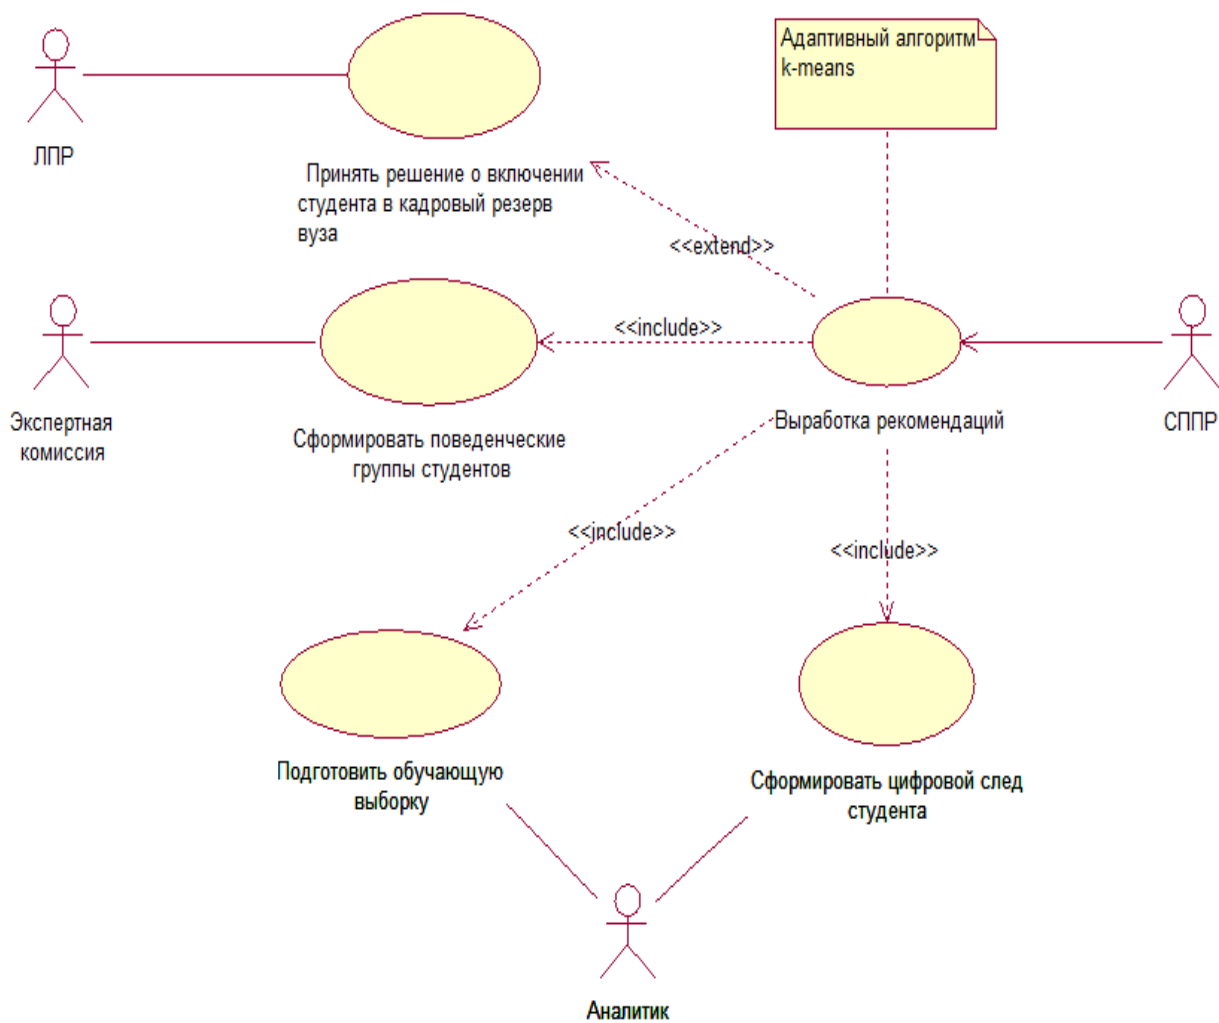 Адаптивный алгоритм
k-means
ЛПР
Принять решение о включении
студента в кадровый резерв
вуза
<<extend>>
<<include>>
Экспертная
комиссия
Сформировать поведенческие
группы студентов
Выработка рекомендаций
СППР
<<include>>
<<include>>
Подготовить обучающую
выборку
Сформировать цифровой след
студента
Аналитик